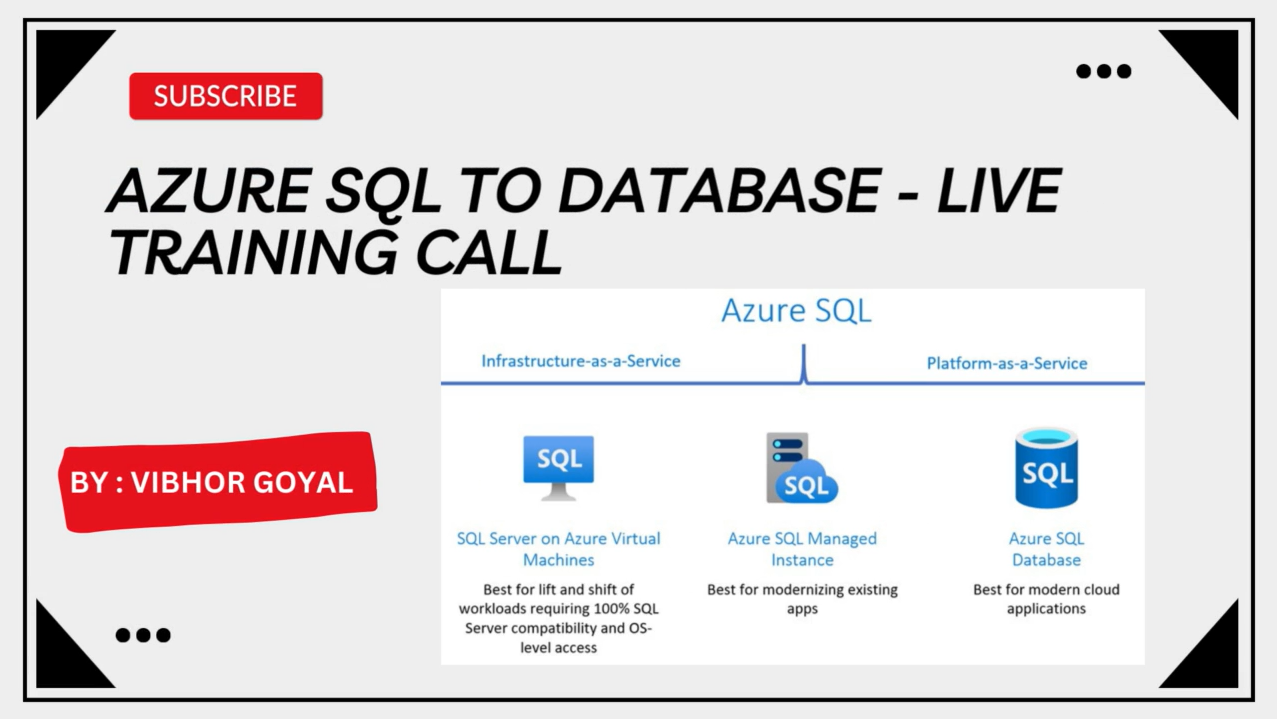 SUBSCRIBE
AZURE SQL TO DATABASE - LIVE
TRAINING CALL
Azure SQL
Infrastructure-as-a-Service
Platform-as-a-Service
BY : VIBHOR GOYAL
SQL
SQL
SQL
SQL Server on Azure Virtual
Machines
Best for lift and shift of
workloads requiring 100% SQL
Server compatibility and OS-
level access
Azure SQL Managed
Instance
Best for modernizing existing
apps
Azure SQL
Database
Best for modern cloud
applications